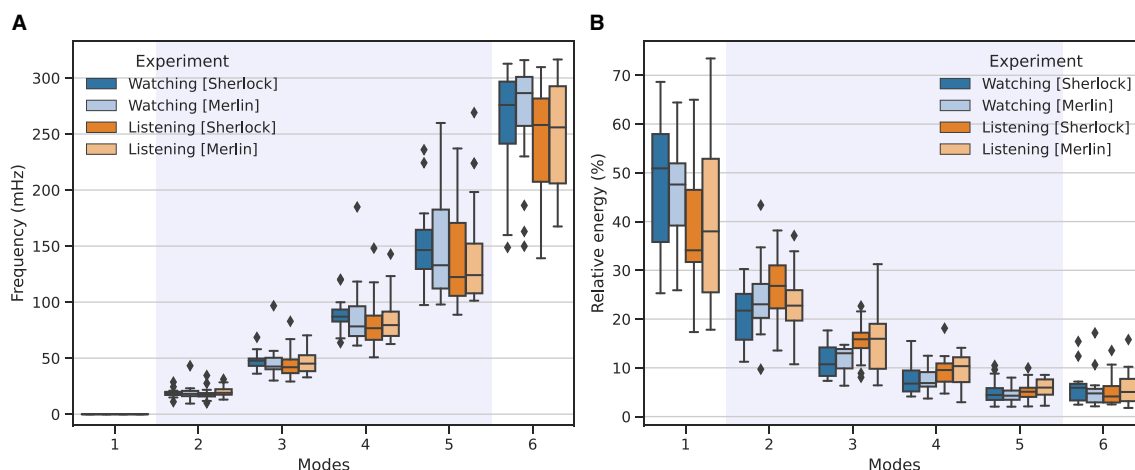 A
Experiment
Watching [Sherlock]
Watching [Merlin]
Listening [Sherlock]
Listening [Merlin]
Frequency (mHz)
300
250
200
150
100
50
0
1 2 3 4 5 6
Modes
B
Experiment
Watching [Sherlock]
Watching [Merlin]
Listening [Sherlock]
Listening [Merlin]
Relative energy (%)
70
60
50
40
30
20
10
0
1 2 3 4 5 6
Modes